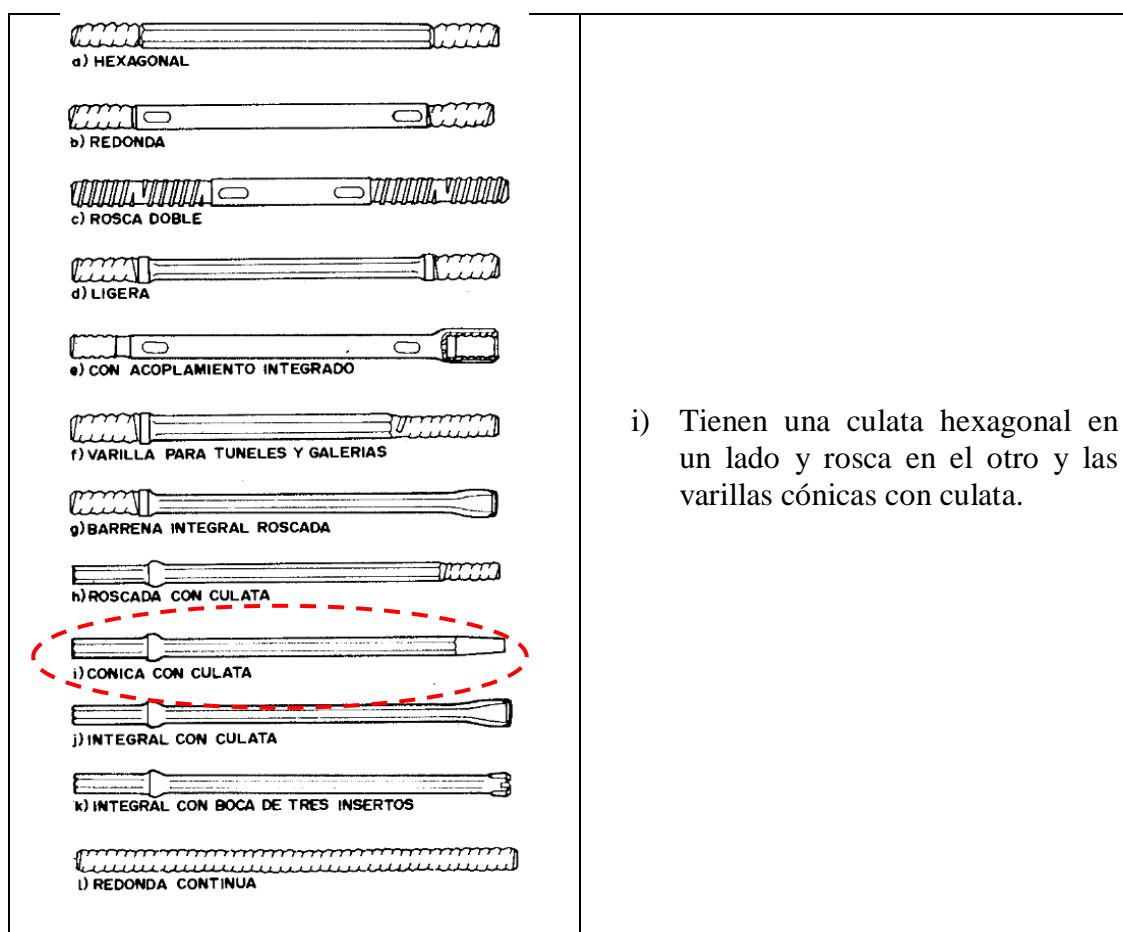 a) HEXAGONAL
b) REDONDA
c) ROSCA DOBLE
d) LIGERA
e) CON ACOPLAMIENTO INTEGRADO
f) VARILLA PARA TUNELES Y GALERIAS
g) BARRENA INTEGRAL ROSCADA
h) ROSCADA CON CULATA
i) CONICA CON CULATA
j) INTEGRAL CON CULATA
k) INTEGRAL CON BOCA DE TRES INSERTOS
l) REDONDA CONTINUA
i) Tienen una culata hexagonal en
un lado y rosca en el otro y las
varillas cónicas con culata.